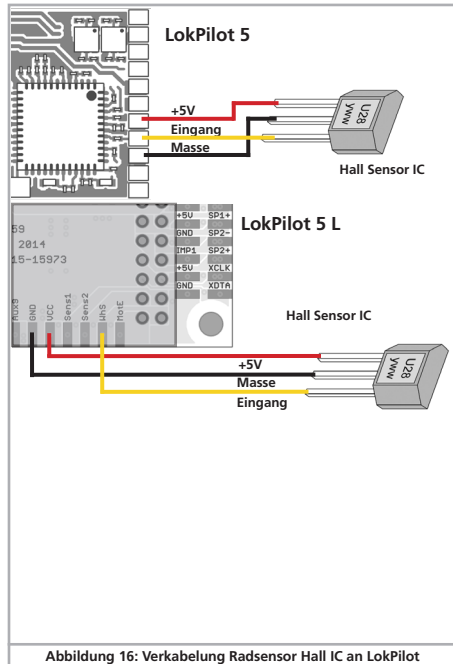 LokPilot 5
+5V
Eingang
Masse
U28
yww
Hall Sensor IC
LokPilot 5 L
59
2014
15-15973
+5V SP1+
GND SP2-
IMP1 SP2+
+5V XCLK
GND XDTA
Aux9
GND
VCC
Sens1
Sens2
WhS
MotE
Hall Sensor IC
+5V
Masse
Eingang
U28
yww
Abbildung 16: Verkabelung Radsensor Hall IC an LokPilot